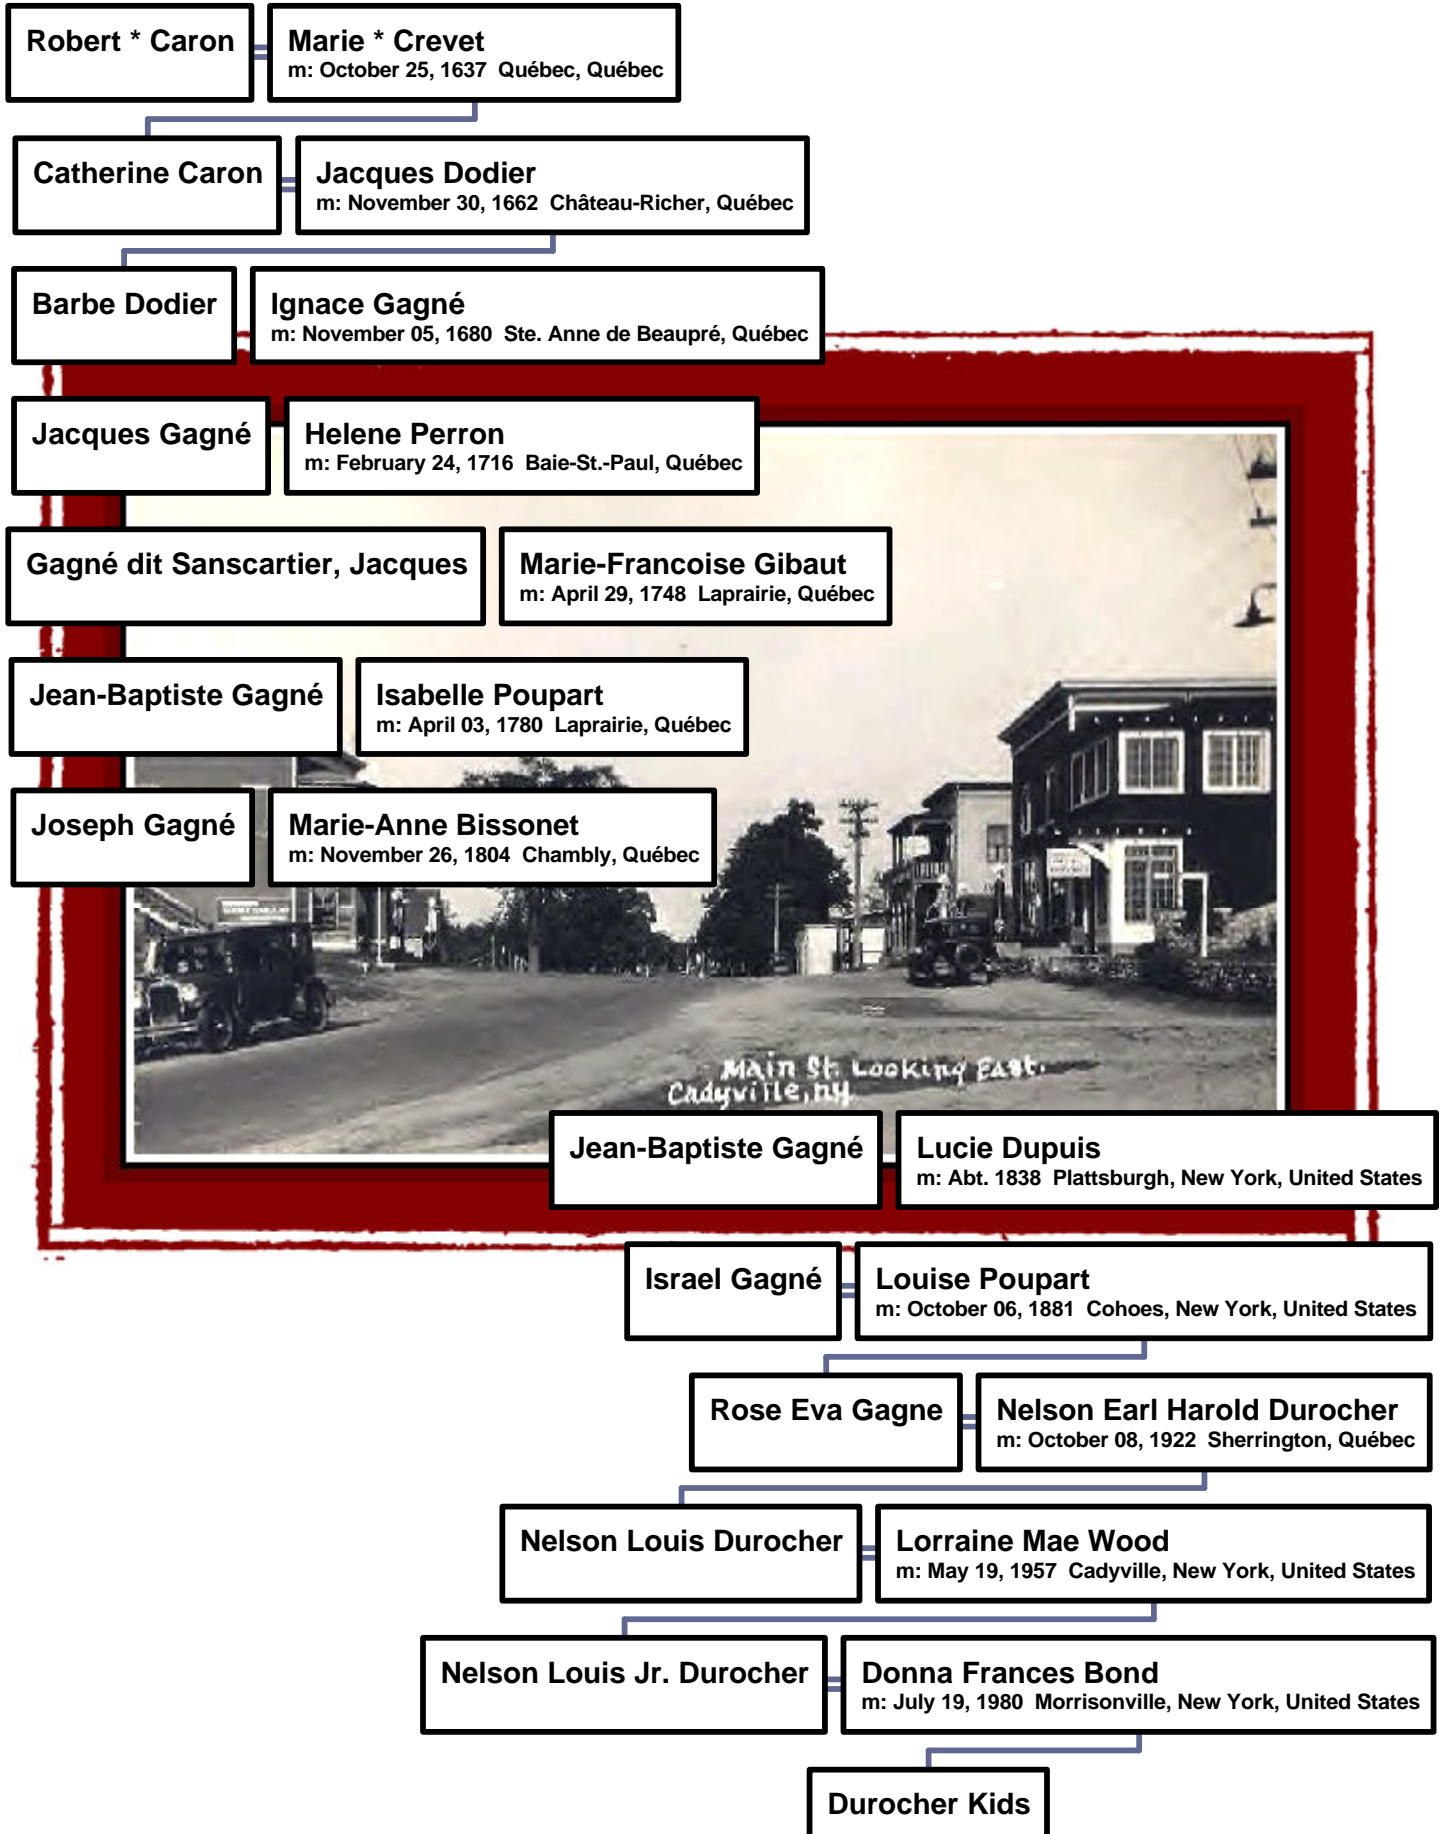 Robert * Caron
Marie * Crevet
m: October 25, 1637 Québec, Québec
Catherine Caron
Jacques Dodier
m: November 30, 1662 Château-Richer, Québec
Barbe Dodier
Ignace Gagné
m: November 05, 1680 Ste. Anne de Beaupré, Québec
Jacques Gagné
Helene Perron
m: February 24, 1716 Baie-St.-Paul, Québec
Gagné dit Sanscartier, Jacques
Marie-Francoise Gibaut
m: April 29, 1748 Laprairie, Québec
Jean-Baptiste Gagné
Isabelle Poupart
m: April 03, 1780 Laprairie, Québec
Joseph Gagné
Marie-Anne Bissonet
m: November 26, 1804 Chambly, Québec
Main St. Looking East.
Cadyville, NY.
Jean-Baptiste Gagné
Lucie Dupuis
m: Abt. 1838 Plattsburgh, New York, United States
Israel Gagné
Louise Poupart
m: October 06, 1881 Cohoes, New York, United States
Rose Eva Gagne
Nelson Earl Harold Durocher
m: October 08, 1922 Sherrington, Québec
Nelson Louis Durocher
Lorraine Mae Wood
m: May 19, 1957 Cadyville, New York, United States
Nelson Louis Jr. Durocher
Donna Frances Bond
m: July 19, 1980 Morrisonville, New York, United States
Durocher Kids